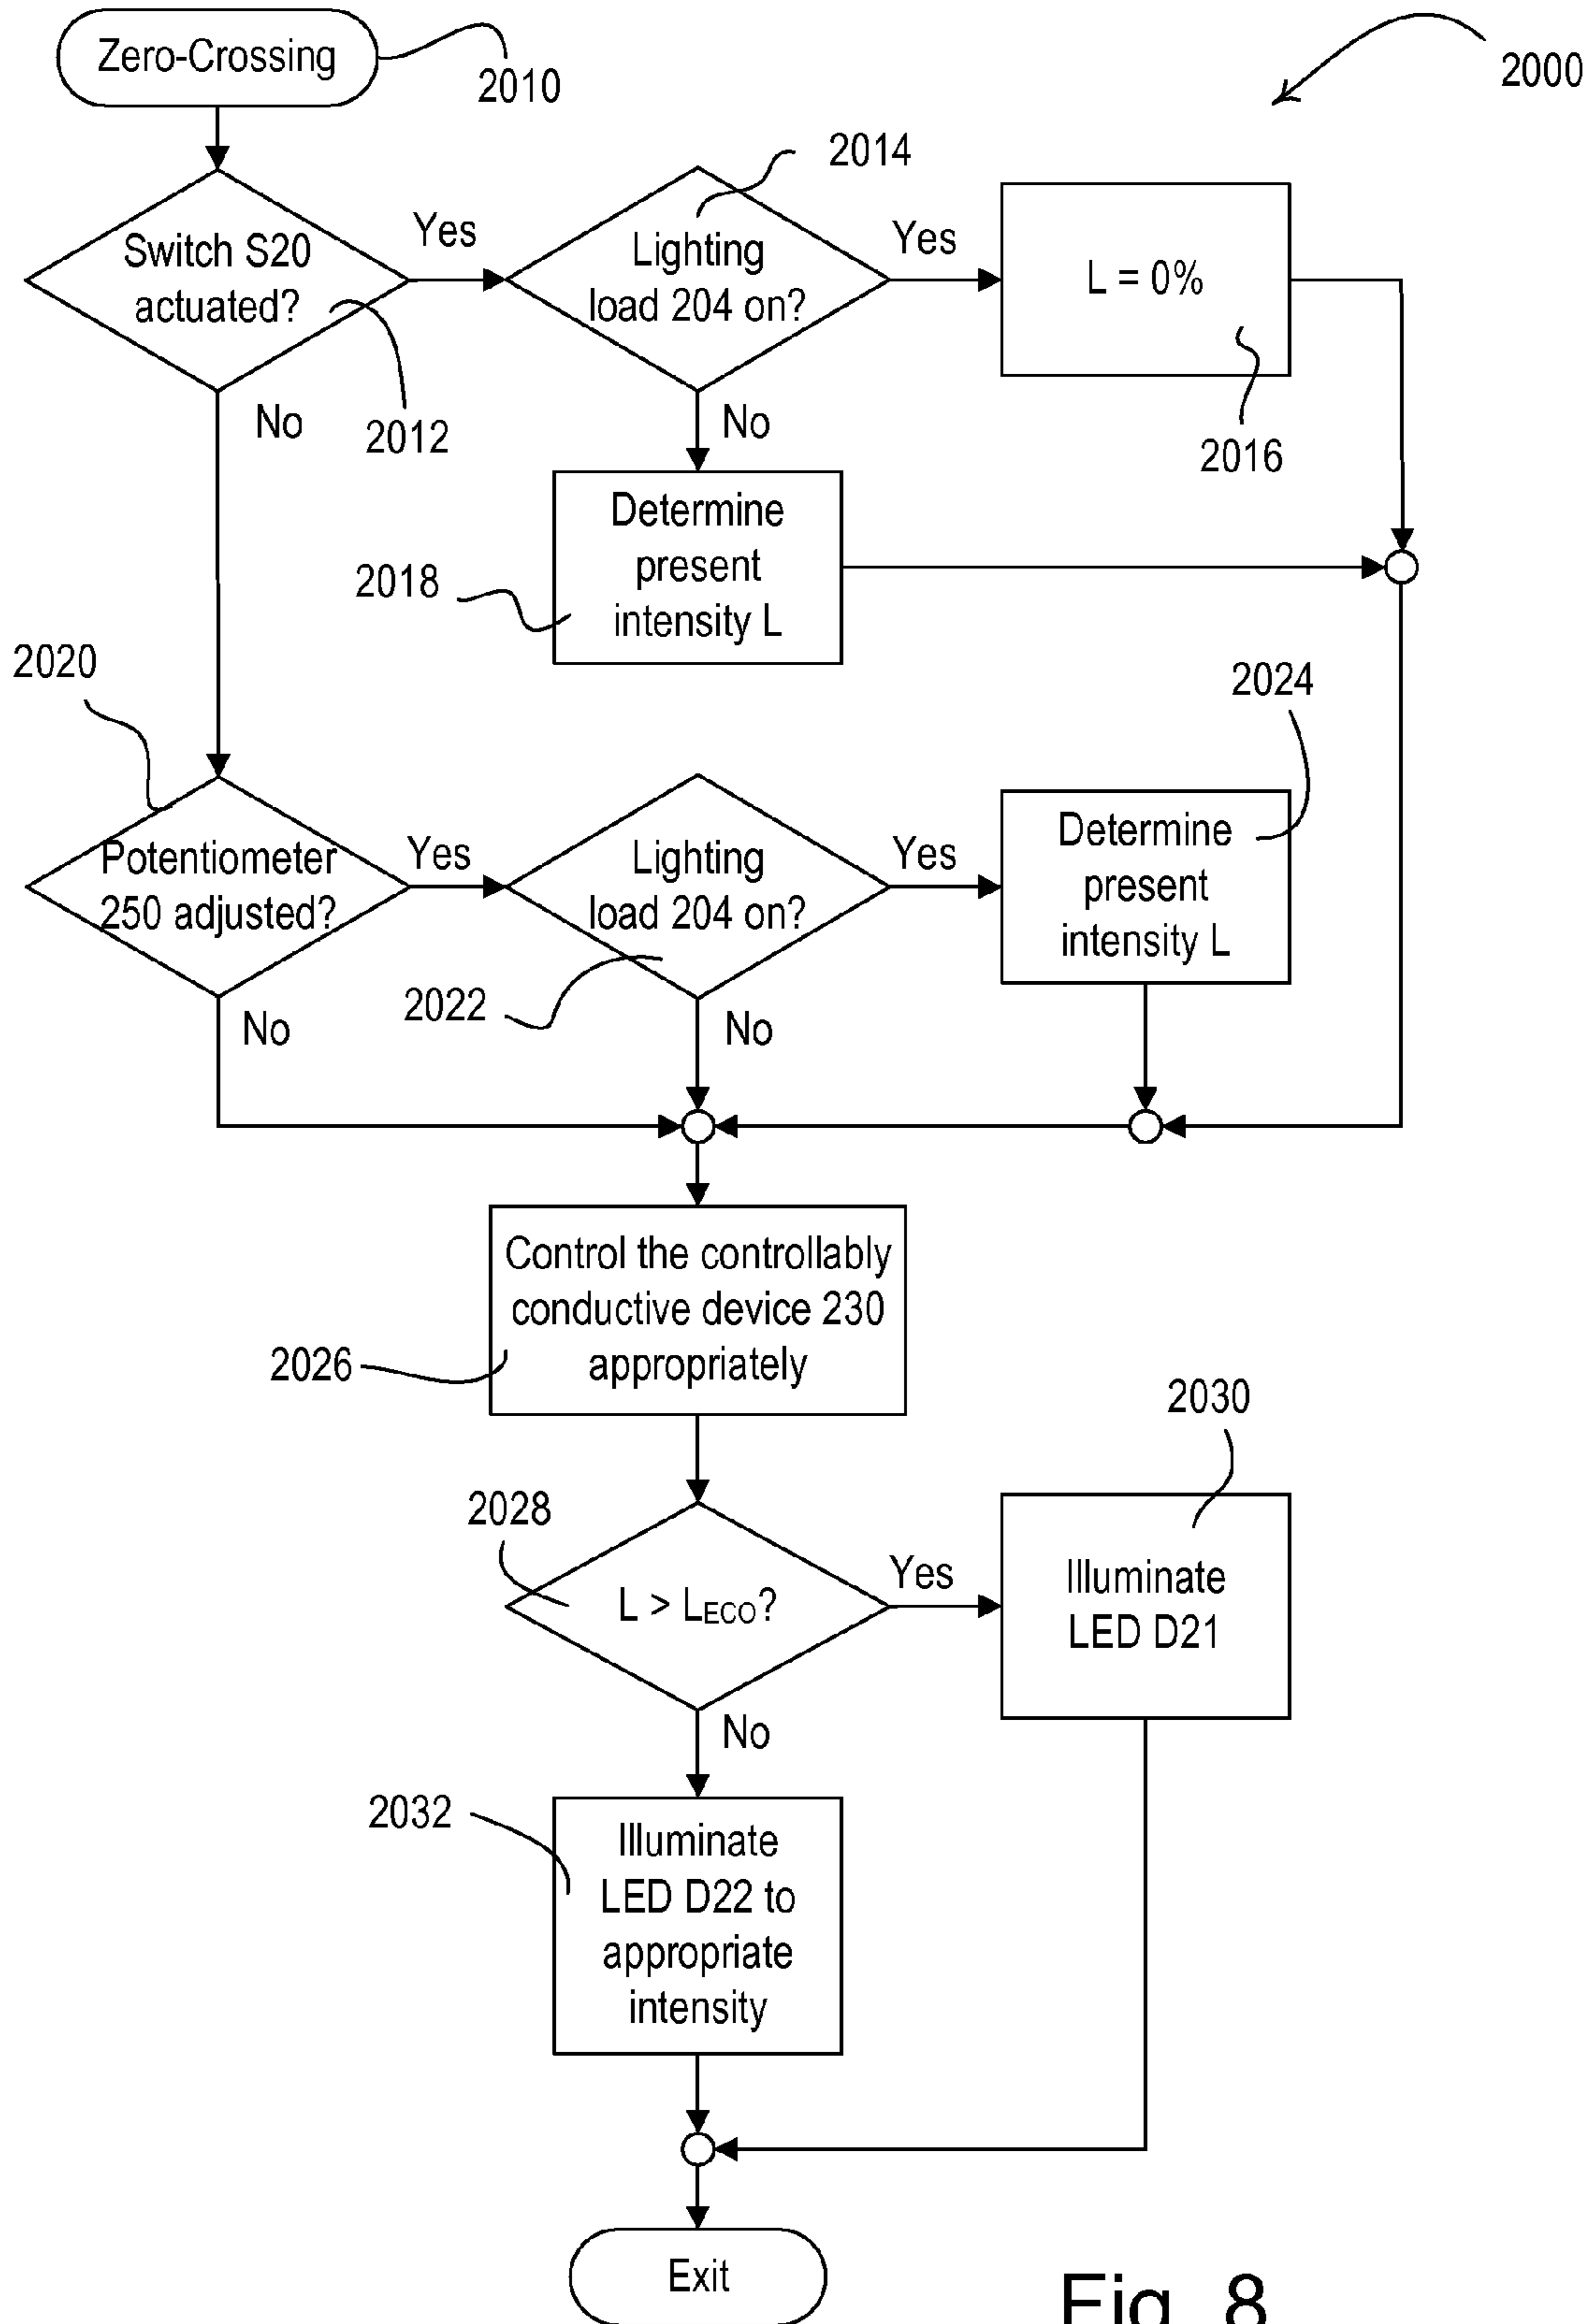 Zero-Crossing
2010
2000
2014
Switch S20
actuated?
Yes
Lighting
load 204 on?
Yes
L = 0%
2012
No
No
2016
Determine
present
intensity L
2018
2020
2024
Potentiometer
250 adjusted?
Yes
Lighting
load 204 on?
Yes
Determine
present
intensity L
2022
No
No
Control the controllably
conductive device 230
appropriately
2026
2030
2028
L > LECO?
Yes
Illuminate
LED D21
No
2032
Illuminate
LED D22 to
appropriate
intensity
Exit
Fig. 8